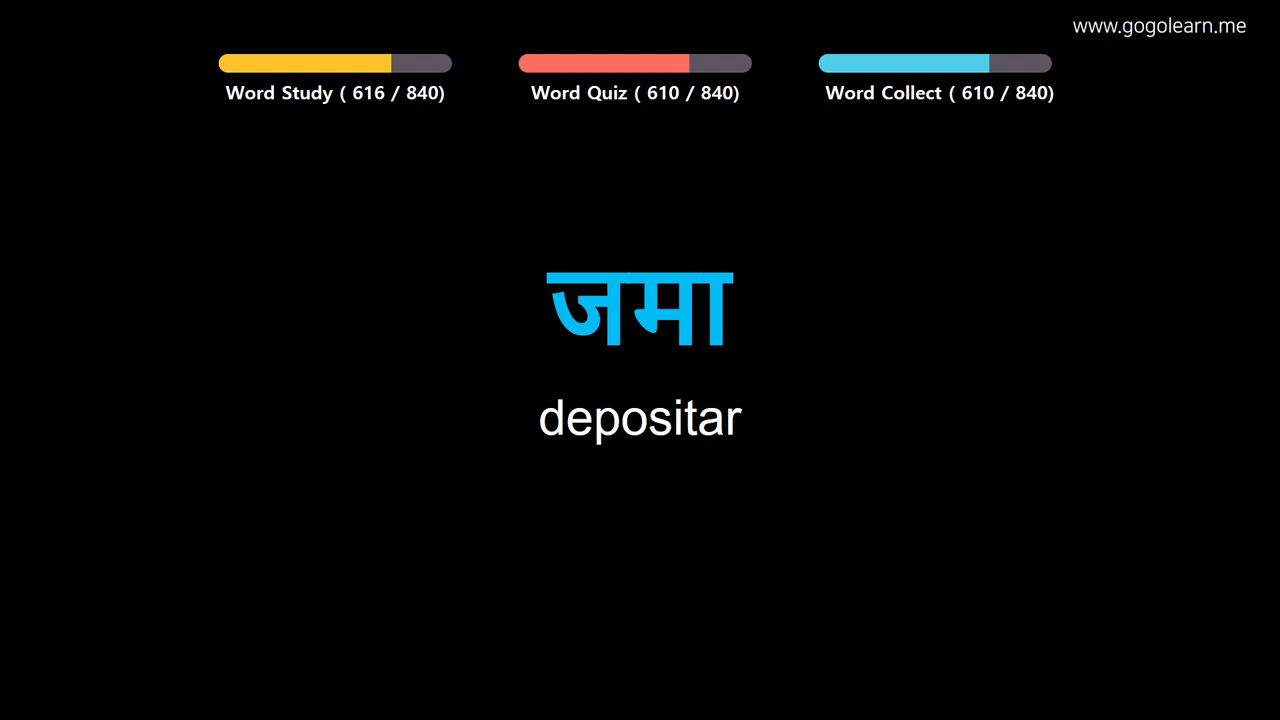 www.gogolearn.me
Word Study ( 616 / 840)
Word Quiz ( 610 / 840)
Word Collect ( 610 / 840)
जमा
depositar